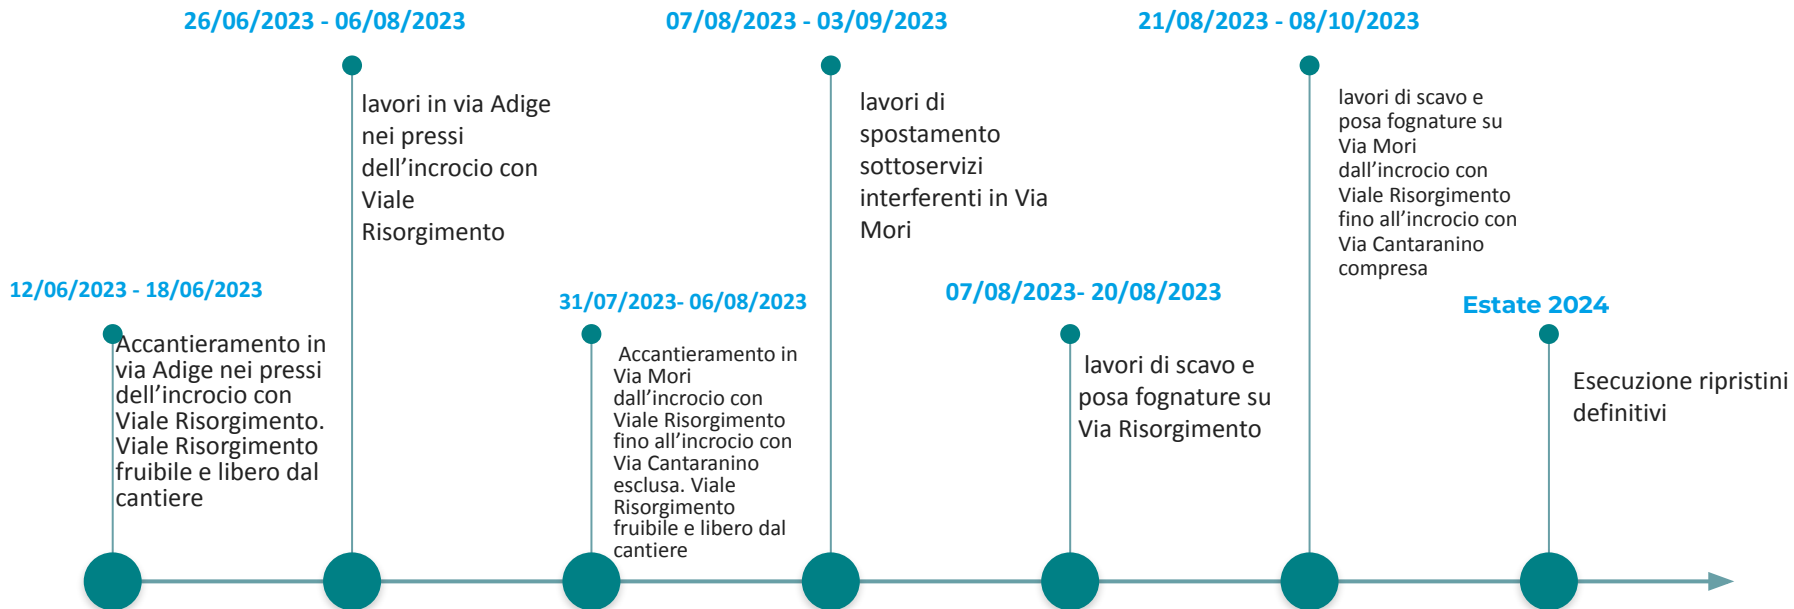 26/06/2023 - 06/08/2023
lavori in via Adige
nei pressi
dell’incrocio con
Viale
Risorgimento
07/08/2023 - 03/09/2023
lavori di
spostamento
sottoservizi
interferenti in Via
Mori
21/08/2023 - 08/10/2023
lavori di scavo e
posa fognature su
Via Mori
dall’incrocio con
Viale Risorgimento
fino all’incrocio con
Via Cantaranino
compresa
12/06/2023 - 18/06/2023
Accantieramento in
via Adige nei pressi
dell’incrocio con
Viale Risorgimento.
Viale Risorgimento
fruibile e libero dal
cantiere
31/07/2023- 06/08/2023
Accantieramento in
Via Mori
dall’incrocio con
Viale Risorgimento
fino all’incrocio con
Via Cantaranino
esclusa. Viale
Risorgimento
fruibile e libero dal
cantiere
07/08/2023- 20/08/2023
lavori di scavo e
posa fognature su
Via Risorgimento
Estate 2024
Esecuzione ripristini
definitivi